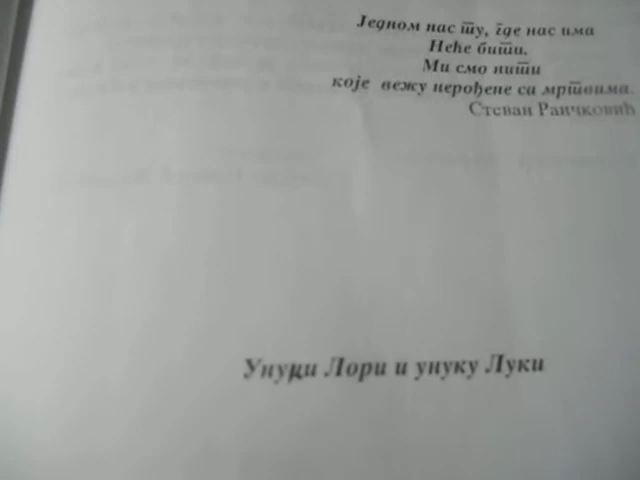 Једном нас ту, где нас има
Неће бити.
Ми смо нити
које вежу нерођене са мртвима.
Стеван Раичковић
Унуци Лори и унуку Луки